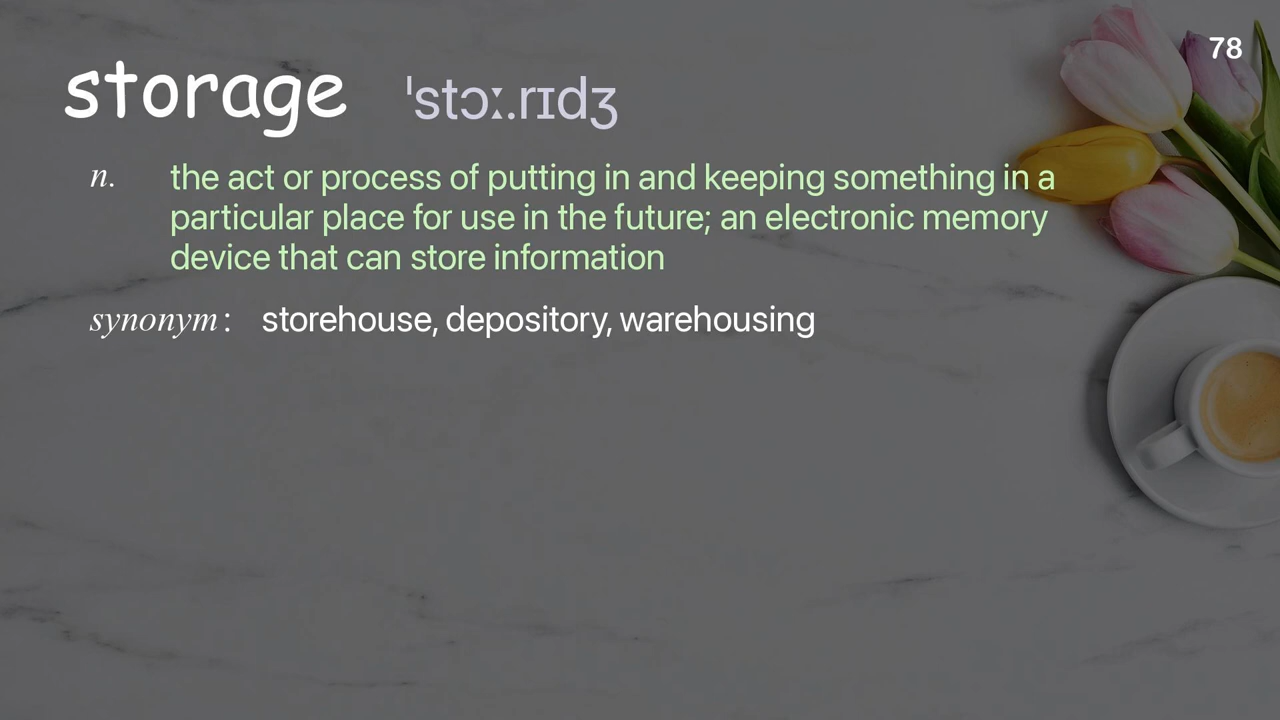 78
storage ˈstɔː.rɪdʒ
n. the act or process of putting in and keeping something in a
particular place for use in the future; an electronic memory
device that can store information
synonym: storehouse, depository, warehousing